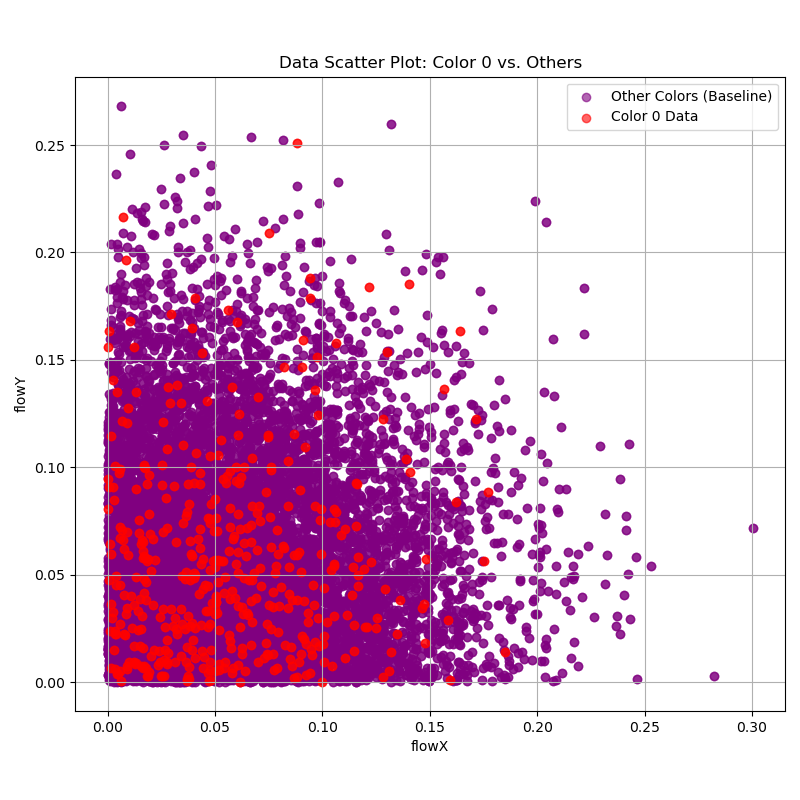 Data Scatter Plot: Color 0 vs. Others
Other Colors (Baseline)
Color 0 Data
flowY
0.25
0.20
0.15
0.10
0.05
0.00
0.00 0.05 0.10 0.15 0.20 0.25 0.30
flowX